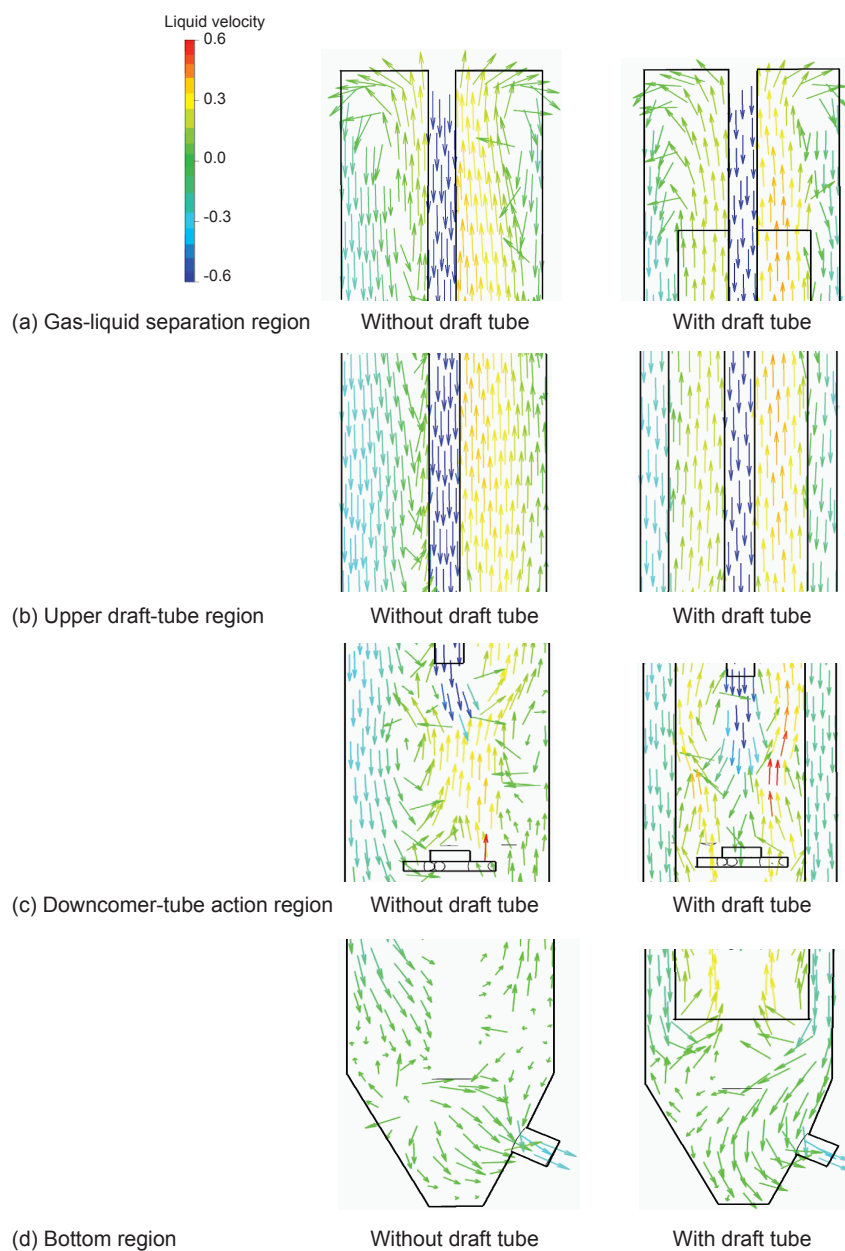 Liquid velocity
0.6
0.3
0.0
-0.3
-0.6
(a) Gas-liquid separation region Without draft tube With draft tube
(b) Upper draft-tube region Without draft tube With draft tube
(c) Downcomer-tube action region Without draft tube With draft tube
(d) Bottom region Without draft tube With draft tube